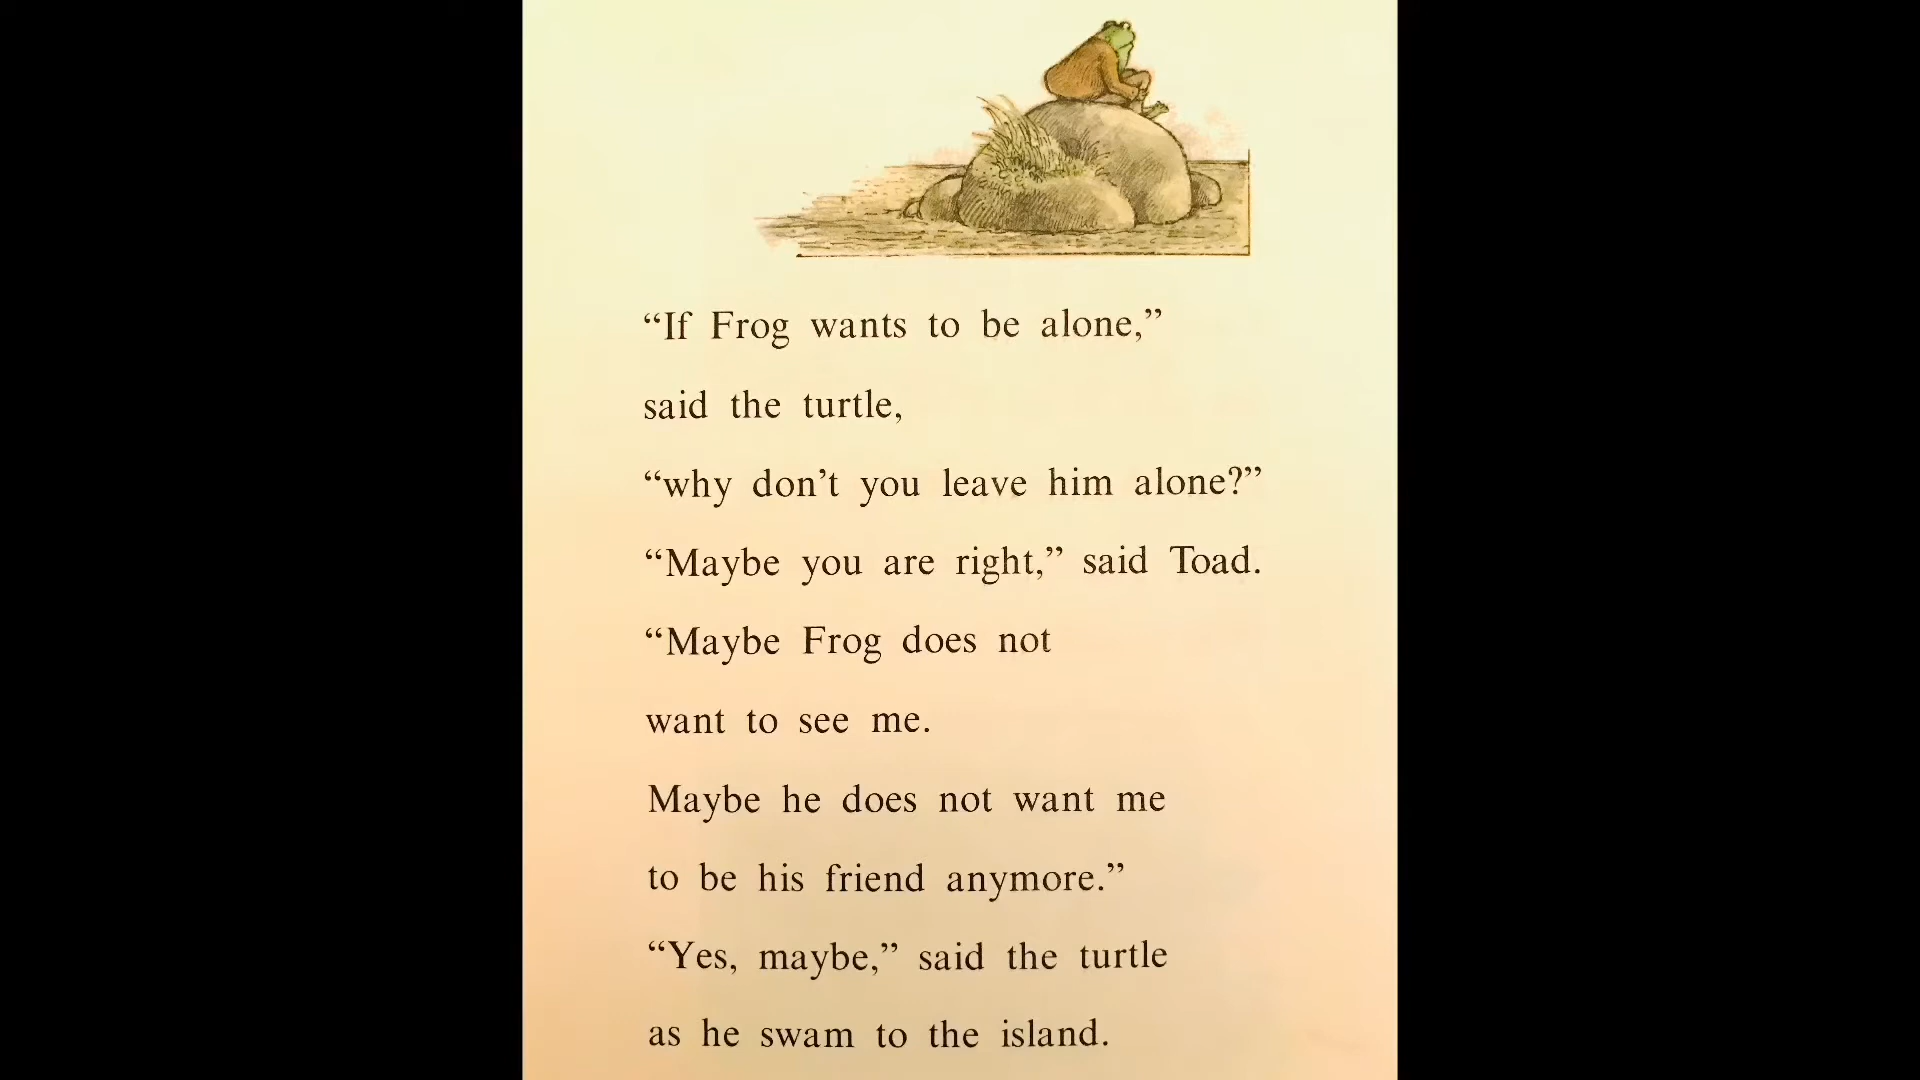 “If Frog wants to be alone,”
said the turtle,
“why don’t you leave him alone?”
“Maybe you are right,” said Toad.
“Maybe Frog does not
want to see me.
Maybe he does not want me
to be his friend anymore.”
“Yes, maybe,” said the turtle
as he swam to the island.